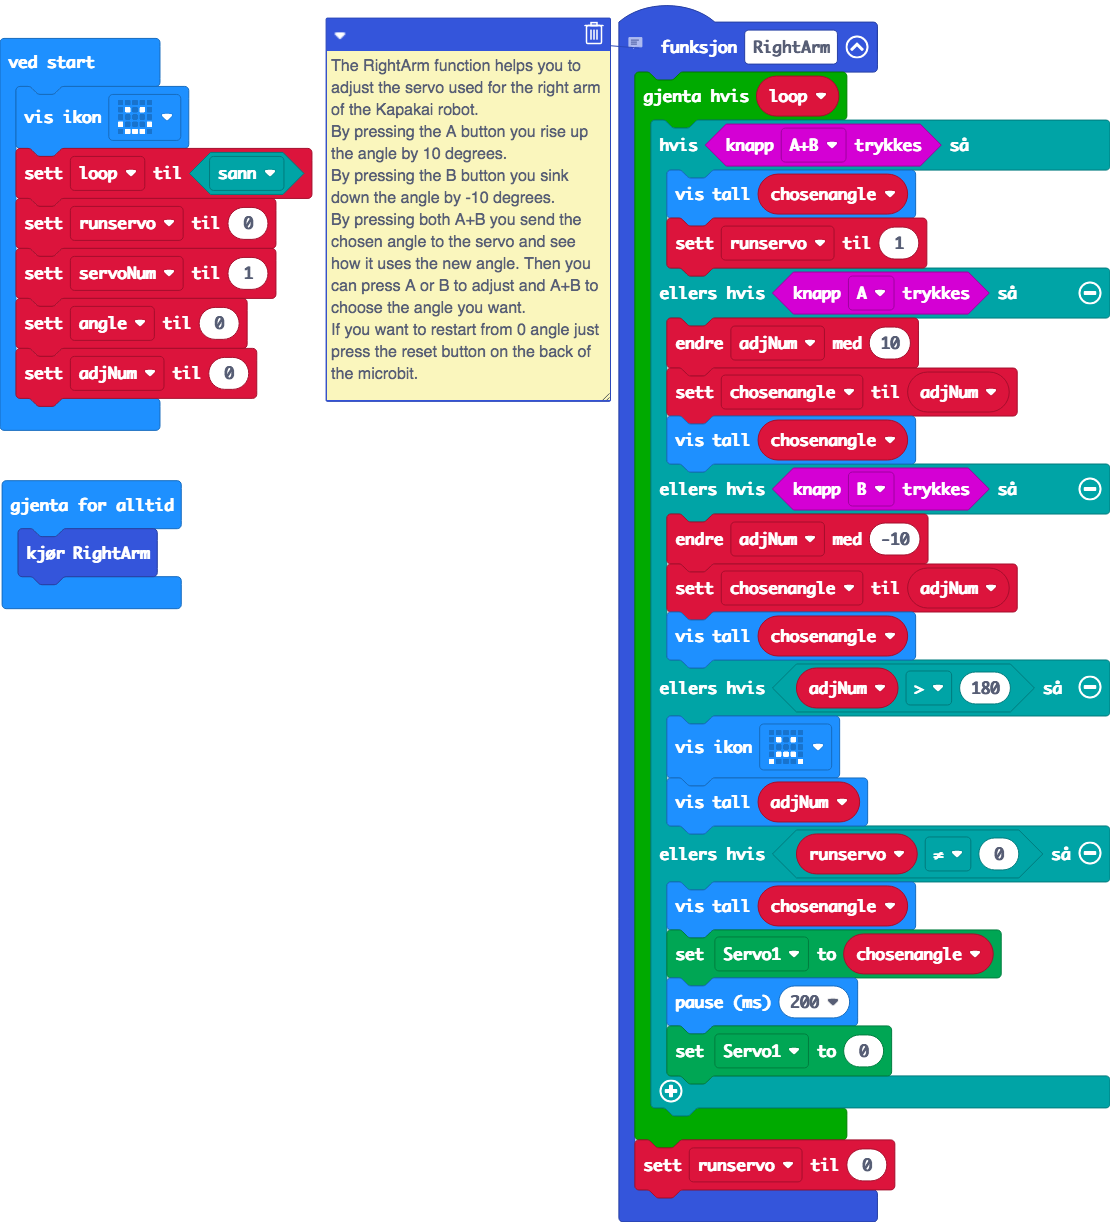 ved start
vis ikon
sett loop til sann
sett runservo til 0
sett servoNum til 1
sett angle til 0
sett adjNum til 0
gjenta for alltid
kjør RightArm
The RightArm function helps you to
adjust the servo used for the right arm
of the Kapakai robot.
By pressing the A button you rise up
the angle by 10 degrees.
By pressing the B button you sink
down the angle by -10 degrees.
By pressing both A+B you send the
chosen angle to the servo and see
how it uses the new angle. Then you
can press A or B to adjust and A+B to
choose the angle you want.
If you want to restart from 0 angle just
press the reset button on the back of
the microbit.
funksjon RightArm
gjenta hvis loop
hvis knapp A+B trykkes så
vis tall chosenangle
sett runservo til 1
ellers hvis knapp A trykkes så
endre adjNum med 10
sett chosenangle til adjNum
vis tall chosenangle
ellers hvis knapp B trykkes så
endre adjNum med -10
sett chosenangle til adjNum
vis tall chosenangle
ellers hvis adjNum > 180 så
vis ikon
vis tall adjNum
ellers hvis runservo ≠ 0 så
vis tall chosenangle
set Servo1 to chosenangle
pause (ms) 200
set Servo1 to 0
sett runservo til 0